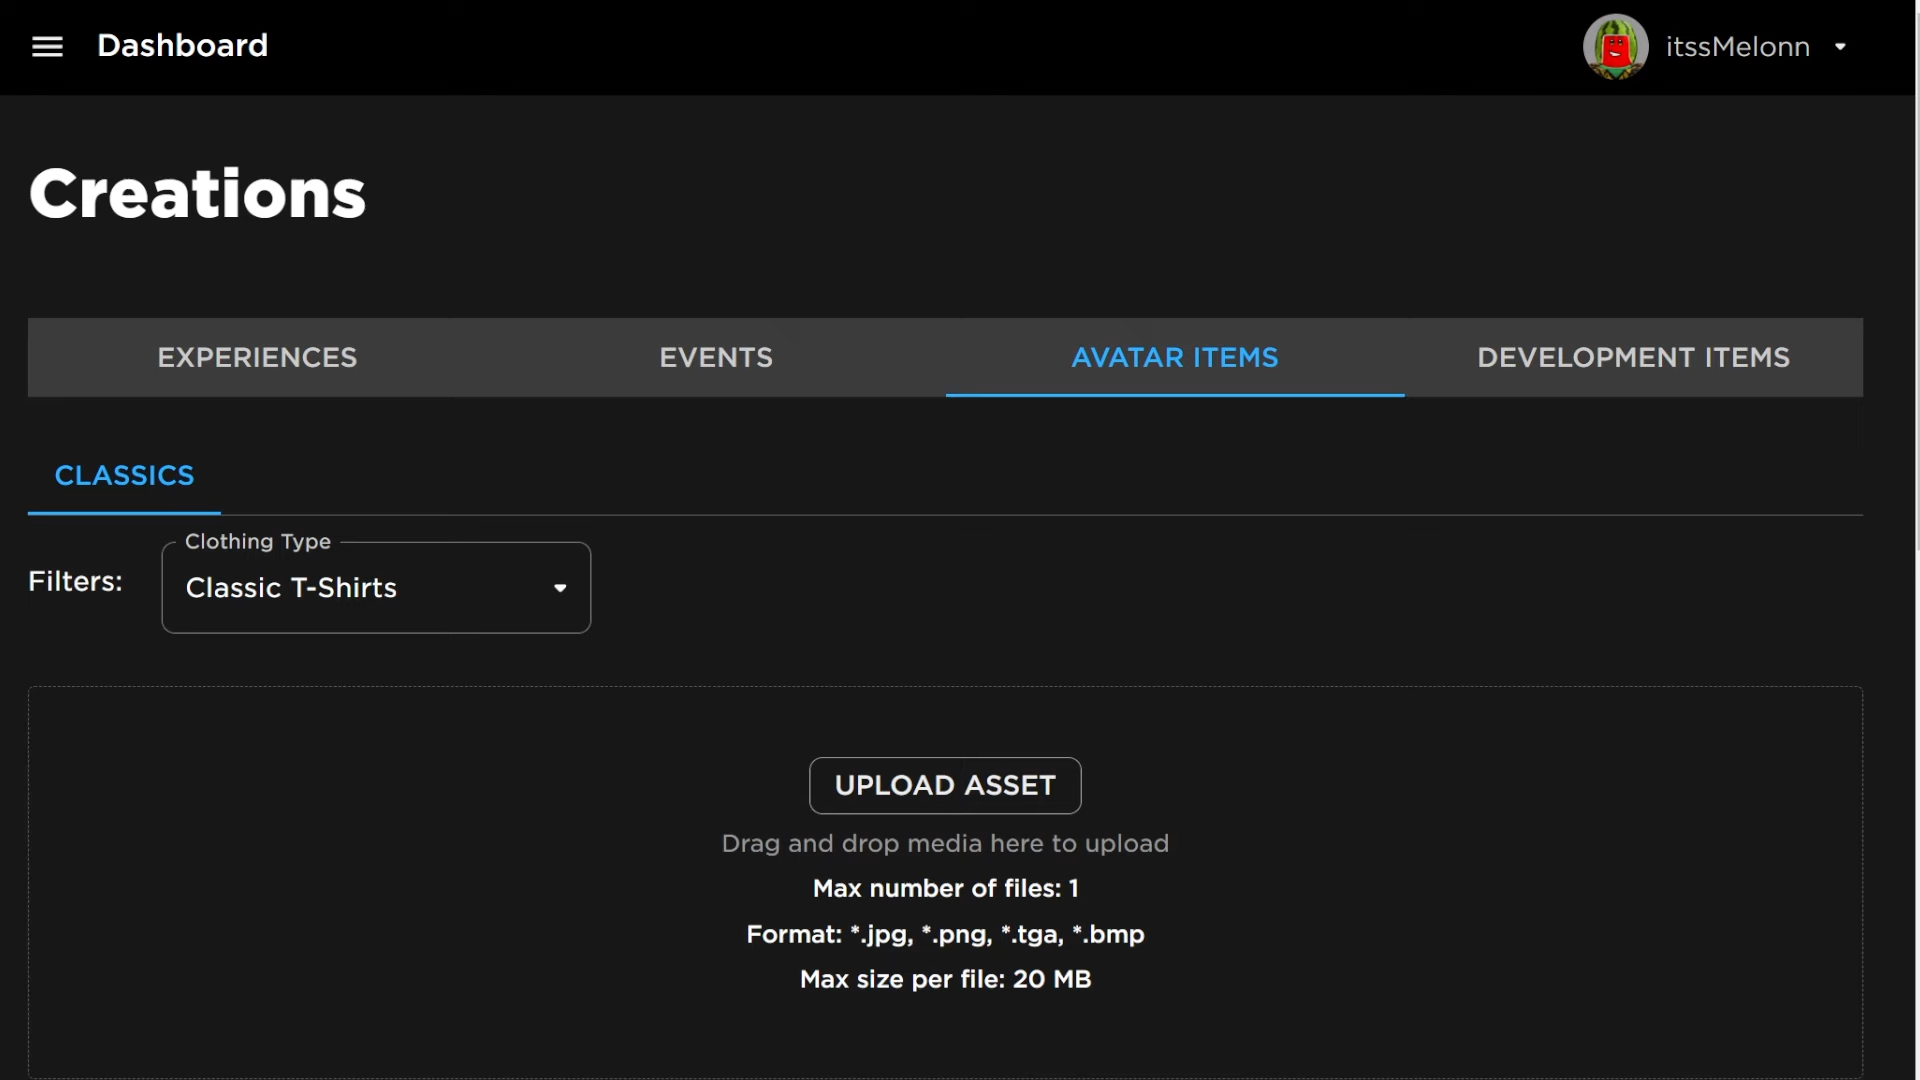 Dashboard
itssMelonn
Creations
EXPERIENCES
EVENTS
AVATAR ITEMS
DEVELOPMENT ITEMS
CLASSICS
Filters:
Clothing Type
Classic T-Shirts
UPLOAD ASSET
Drag and drop media here to upload
Max number of files: 1
Format: *.jpg, *.png, *.tga, *.bmp
Max size per file: 20 MB